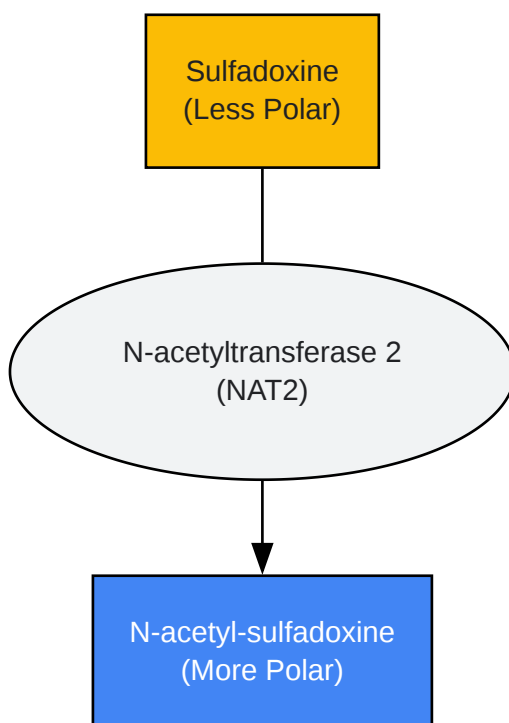 Sulfadoxine
(Less Polar)
N-acetyltransferase 2
(NAT2)
N-acetyl-sulfadoxine
(More Polar)